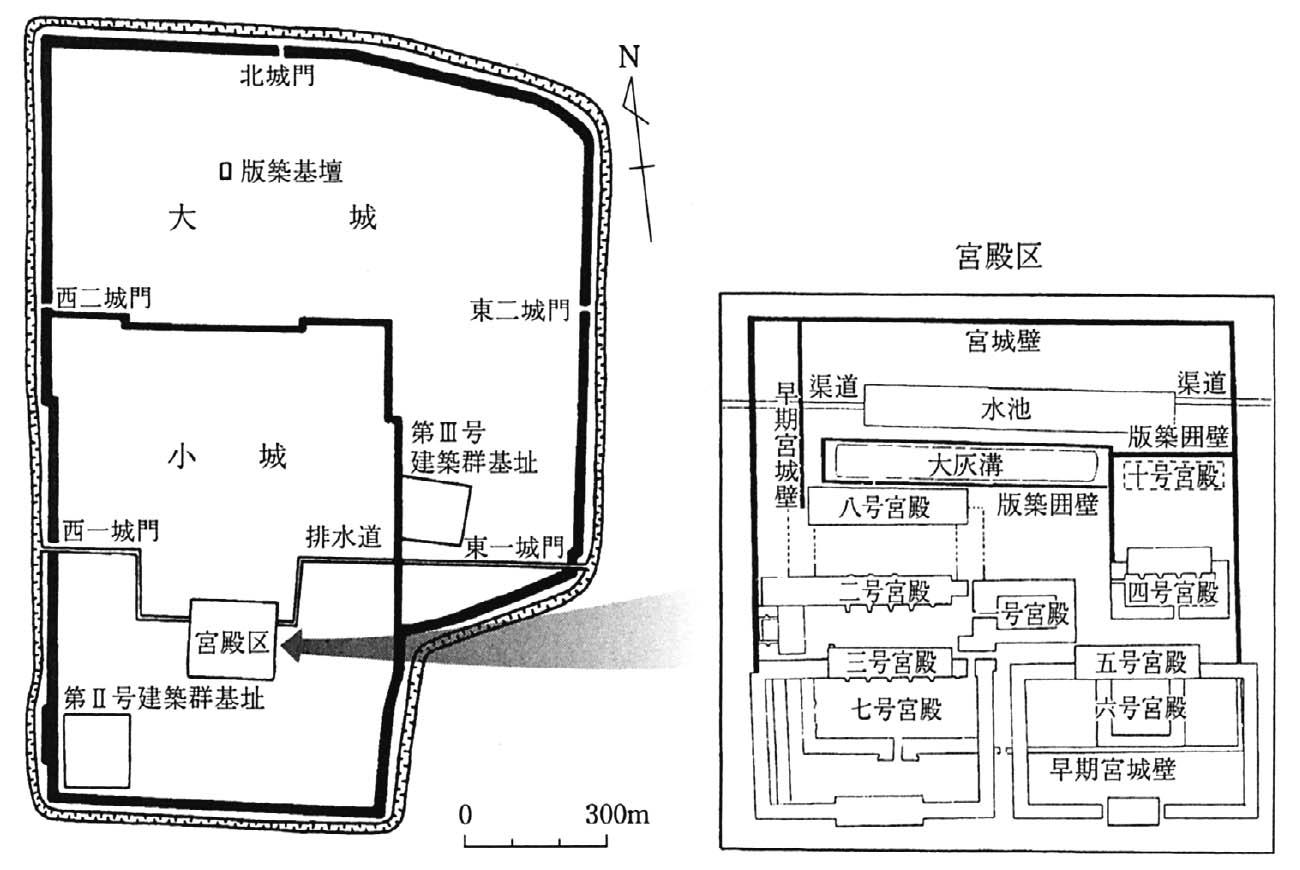 北城門
N
版築基壇
大 城
西二城門
東二城門
第Ⅲ号
建築群基址
小 城
西一城門
排水道
東一城門
宮殿区
第Ⅱ号建築群基址
0 300m
宮殿区
宮城壁
早期宮城壁
渠道
水池
渠道
版築囲壁
大灰溝
十号宮殿
八号宮殿
版築囲壁
二号宮殿
四号宮殿
一号宮殿
三号宮殿
五号宮殿
七号宮殿
六号宮殿
早期宮城壁